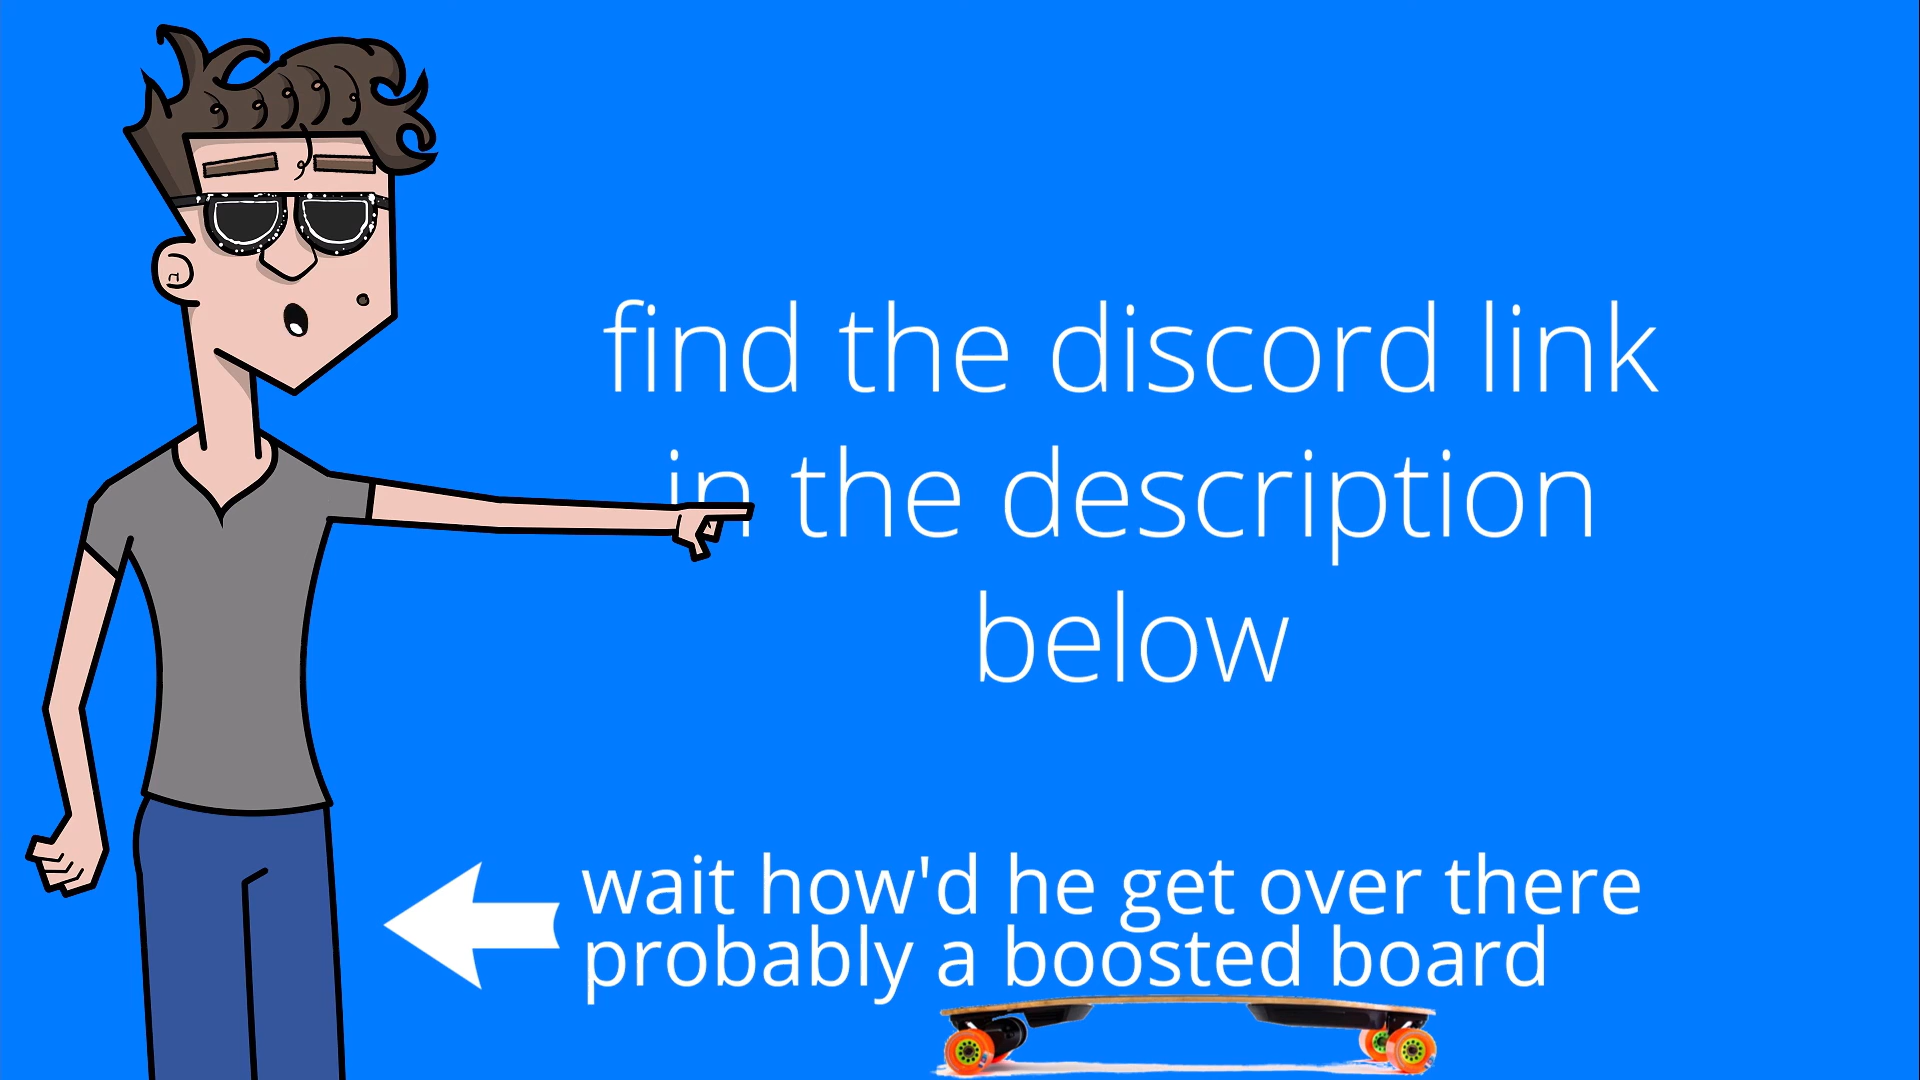 find the discord link
in the description
below
wait how'd he get over there
probably a boosted board